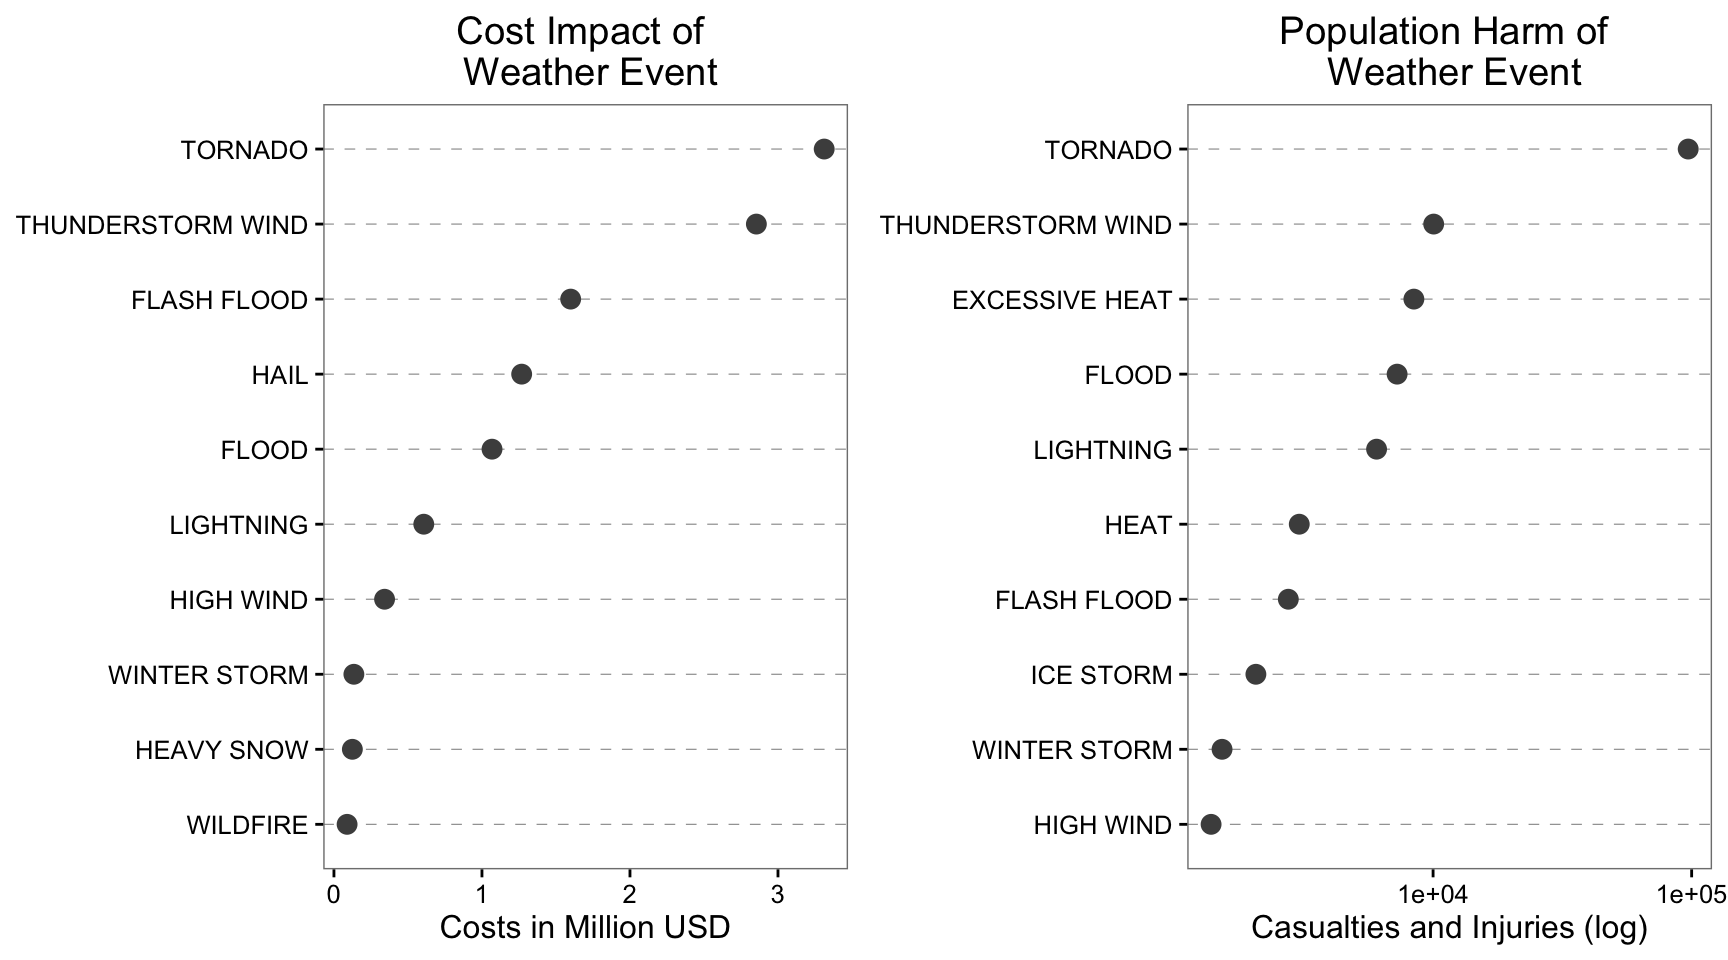 Cost Impact of
Weather Event
TORNADO
THUNDERSTORM WIND
FLASH FLOOD
HAIL
FLOOD
LIGHTNING
HIGH WIND
WINTER STORM
HEAVY SNOW
WILDFIRE
0 1 2 3
Costs in Million USD
Population Harm of
Weather Event
TORNADO
THUNDERSTORM WIND
EXCESSIVE HEAT
FLOOD
LIGHTNING
HEAT
FLASH FLOOD
ICE STORM
WINTER STORM
HIGH WIND
1e+04 1e+05
Casualties and Injuries (log)